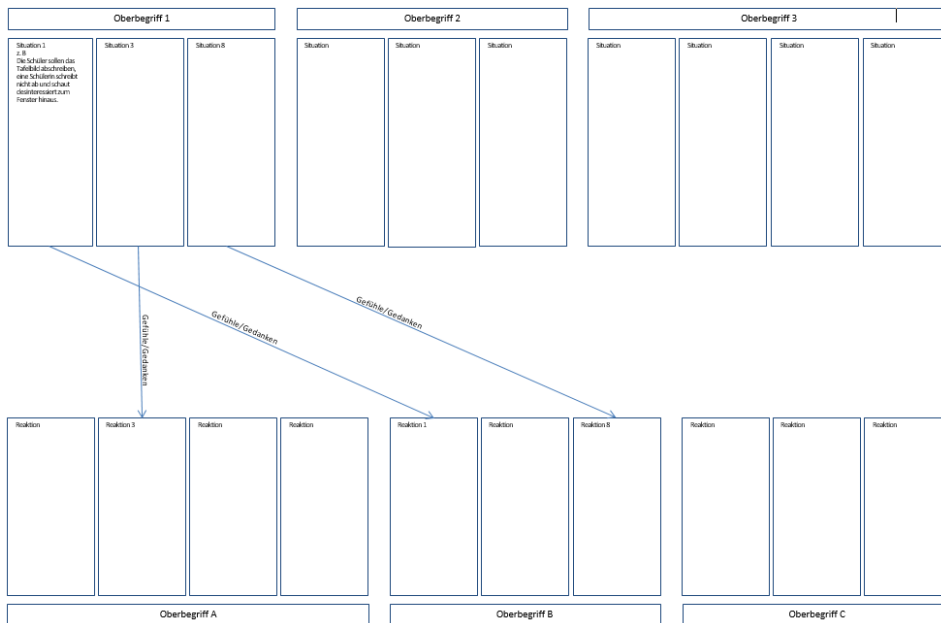 Oberbegriff 1
Oberbegriff 2
Oberbegriff 3
Situation 1
z. B
Die Schüler sollen das
Tafelbild abschreiben,
eine Schülerin schreibt
nicht ab und schaut
desinteressiert zum
Fenster hinaus.
Situation 3
Situation 8
Situation
Situation
Situation
Situation
Situation
Situation
Situation
Gefühle/Gedanken
Gefühle/Gedanken
Gefühle/Gedanken
Reaktion
Reaktion 3
Reaktion
Reaktion
Reaktion 1
Reaktion
Reaktion 8
Reaktion
Reaktion
Reaktion
Oberbegriff A
Oberbegriff B
Oberbegriff C